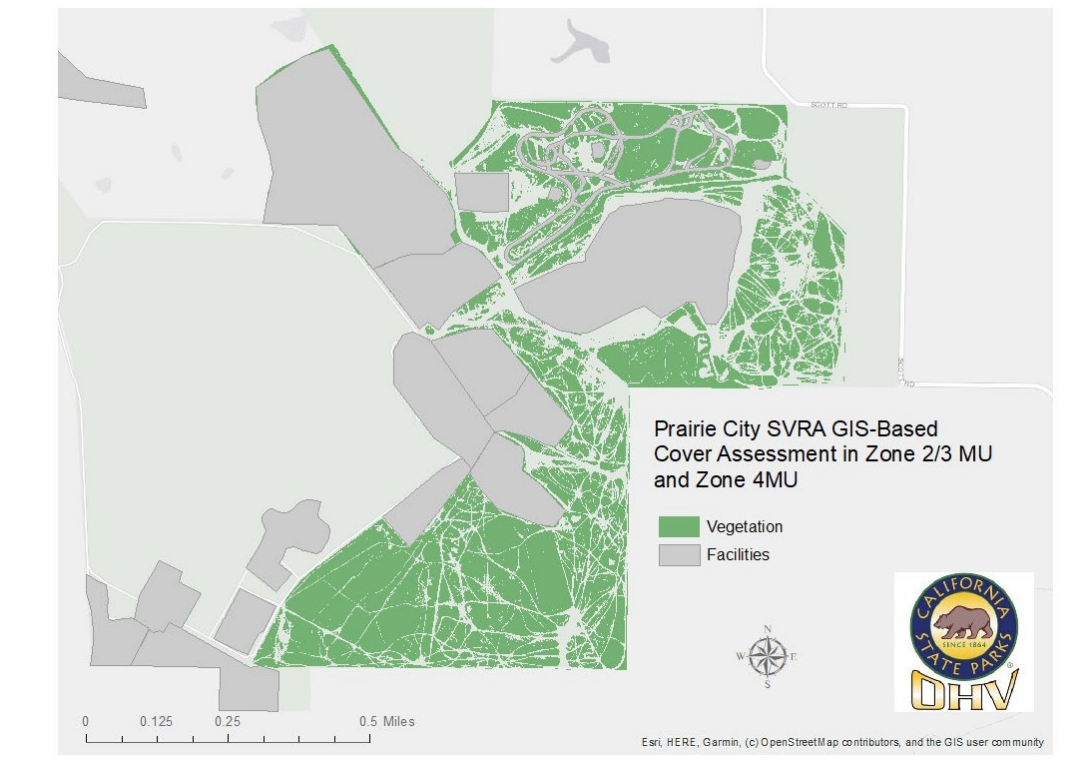 SCOTT RD
SCOTT RD
Prairie City SVRA GIS-Based
Cover Assessment in Zone 2/3 MU
and Zone 4MU
Vegetation
Facilities
N
W E
S
CALIFORNIA
SINCE 1864
STATE PARKS
®
OHV
0 0.125 0.25 0.5 Miles
Esri, HERE, Garmin, (c) OpenStreetMap contributors, and the GIS user community